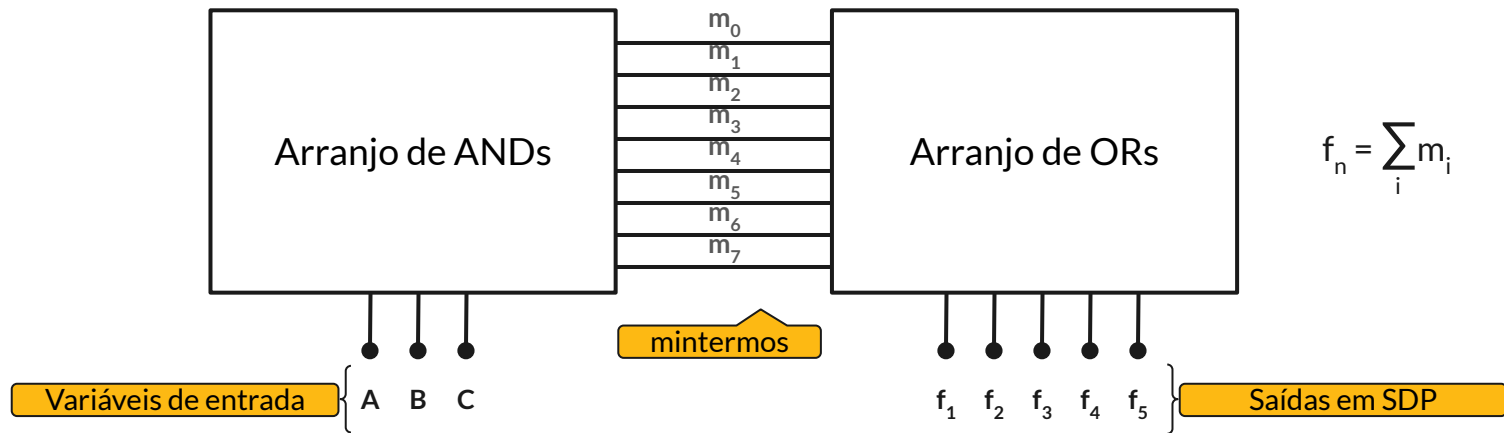 m₀
m₁
m₂
m₃
m₄
m₅
m₆
m₇
Arranjo de ANDs
Arranjo de ORs
fₙ = ∑ mᵢ
i
mintermos
Variáveis de entrada
A B C
f₁ f₂ f₃ f₄ f₅
Saídas em SDP